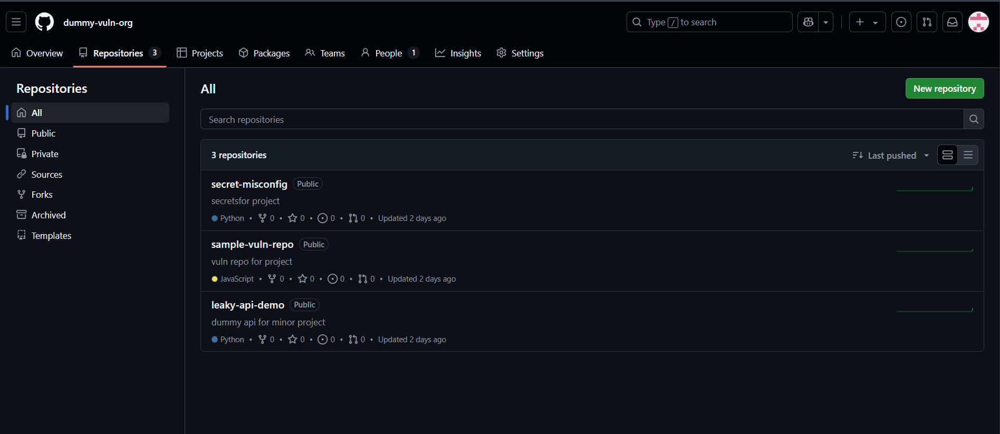 dummy-vuln-org
Type / to search
Overview Repositories 3 Projects Packages Teams People 1 Insights Settings
Repositories
All
Public
Private
Sources
Forks
Archived
Templates
All
New repository
Search repositories
3 repositories
Last pushed
secret-misconfig Public
secretsfor project
Python • 0 • 0 • 0 • 0 • Updated 2 days ago
sample-vuln-repo Public
vuln repo for project
JavaScript • 0 • 0 • 0 • 0 • Updated 2 days ago
leaky-api-demo Public
dummy api for minor project
Python • 0 • 0 • 0 • 0 • Updated 2 days ago